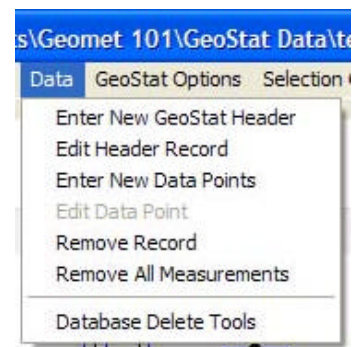 s\Geomet 101\GeoStat Data\te
Data GeoStat Options Selection
Enter New GeoStat Header
Edit Header Record
Enter New Data Points
Edit Data Point
Remove Record
Remove All Measurements
Database Delete Tools